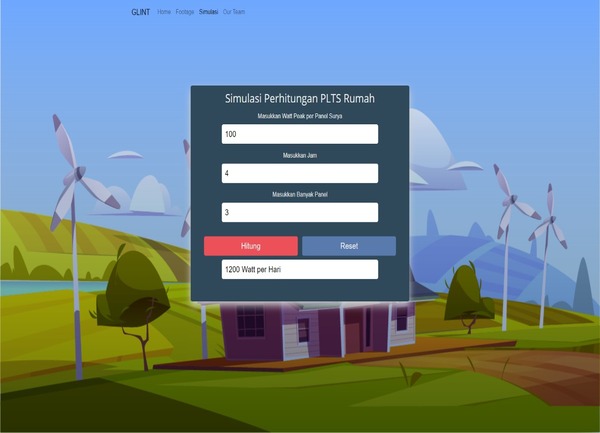 GLINT Home Footage Simulasi Our Team
Simulasi Perhitungan PLTS Rumah
Masukkan Watt Peak per Panel Surya
100
Masukkan Jam
4
Masukkan Banyak Panel
3
Hitung Reset
1200 Watt per Hari